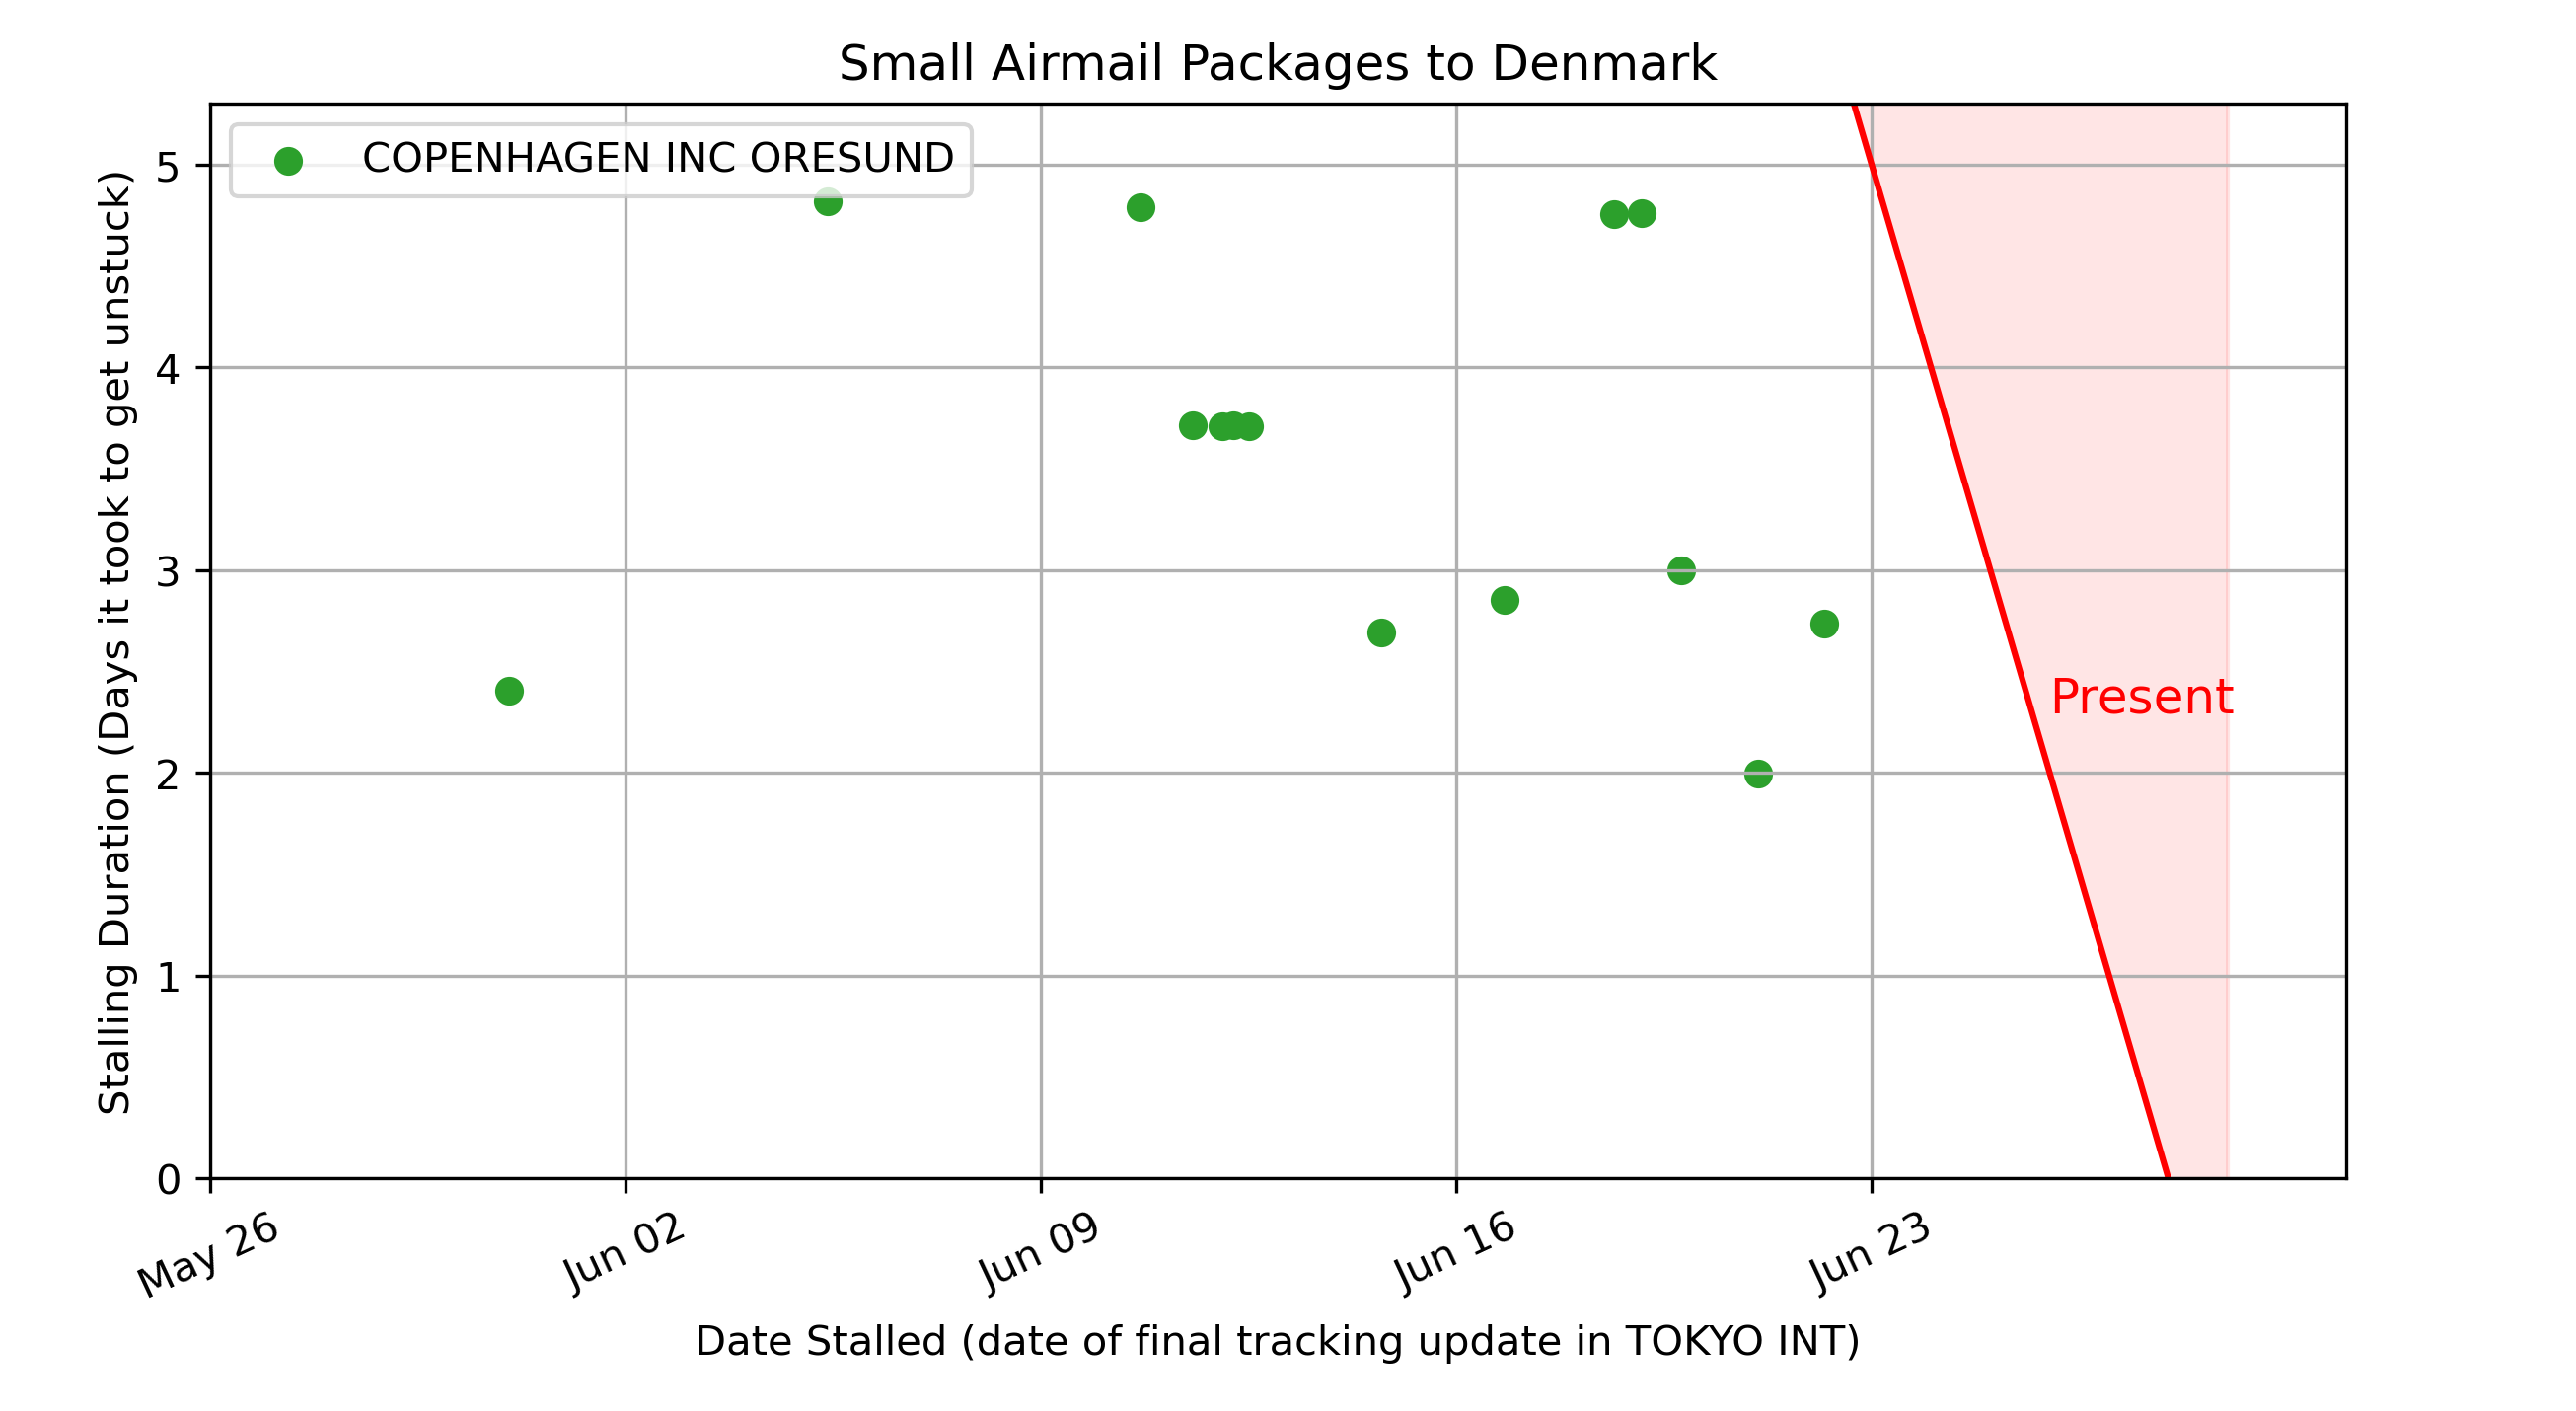 Small Airmail Packages to Denmark
COPENHAGEN INC ORESUND
Stalling Duration (Days it took to get unstuck)
5
4
3
2
1
0
Present
May 26
Jun 02
Jun 09
Jun 16
Jun 23
Date Stalled (date of final tracking update in TOKYO INT)